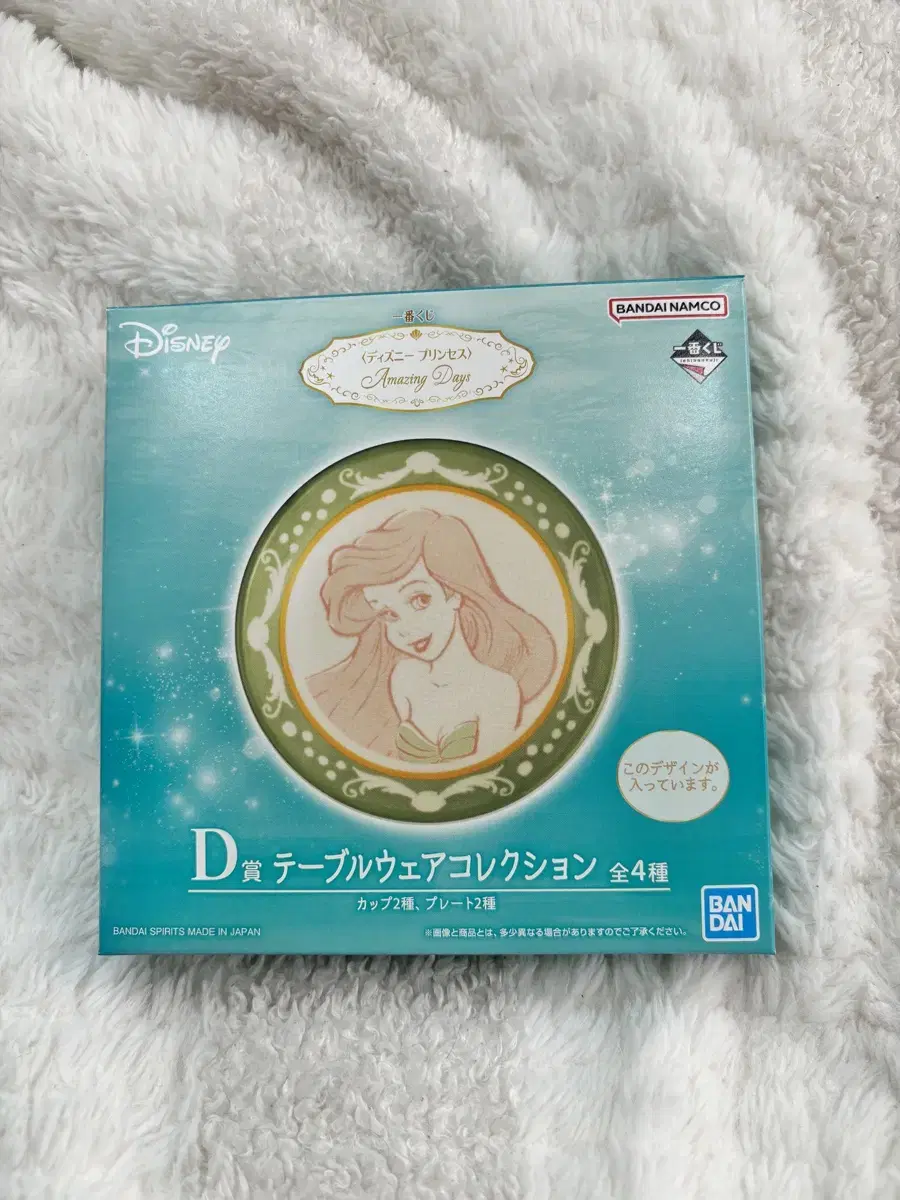 Disney
一番くじ
〈ディズニー プリンセス〉
Amazing Days
BANDAI NAMCO
一番くじ
このデザインが
入っています。
D賞 テーブルウェアコレクション 全4種
カップ2種、プレート2種
BANDAI SPIRITS MADE IN JAPAN
※画像と商品とは、多少異なる場合がありますのでご了承ください。
BAN
DAI